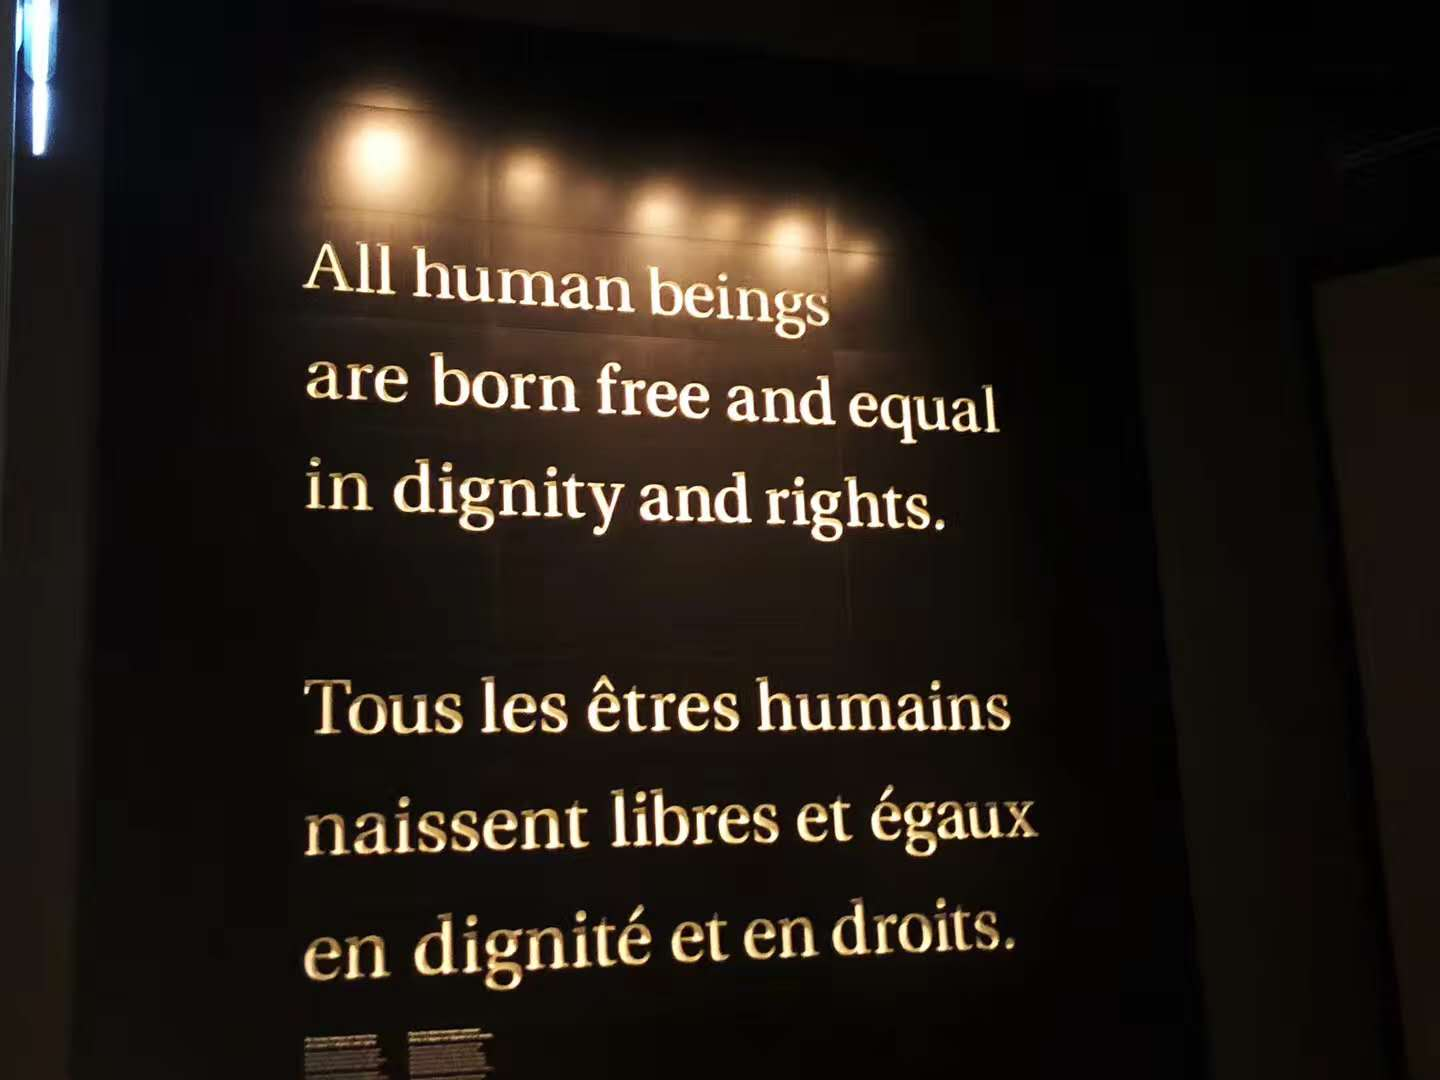 All human beings
are born free and equal
in dignity and rights.
Tous les êtres humains
naissent libres et égaux
en dignité et en droits.